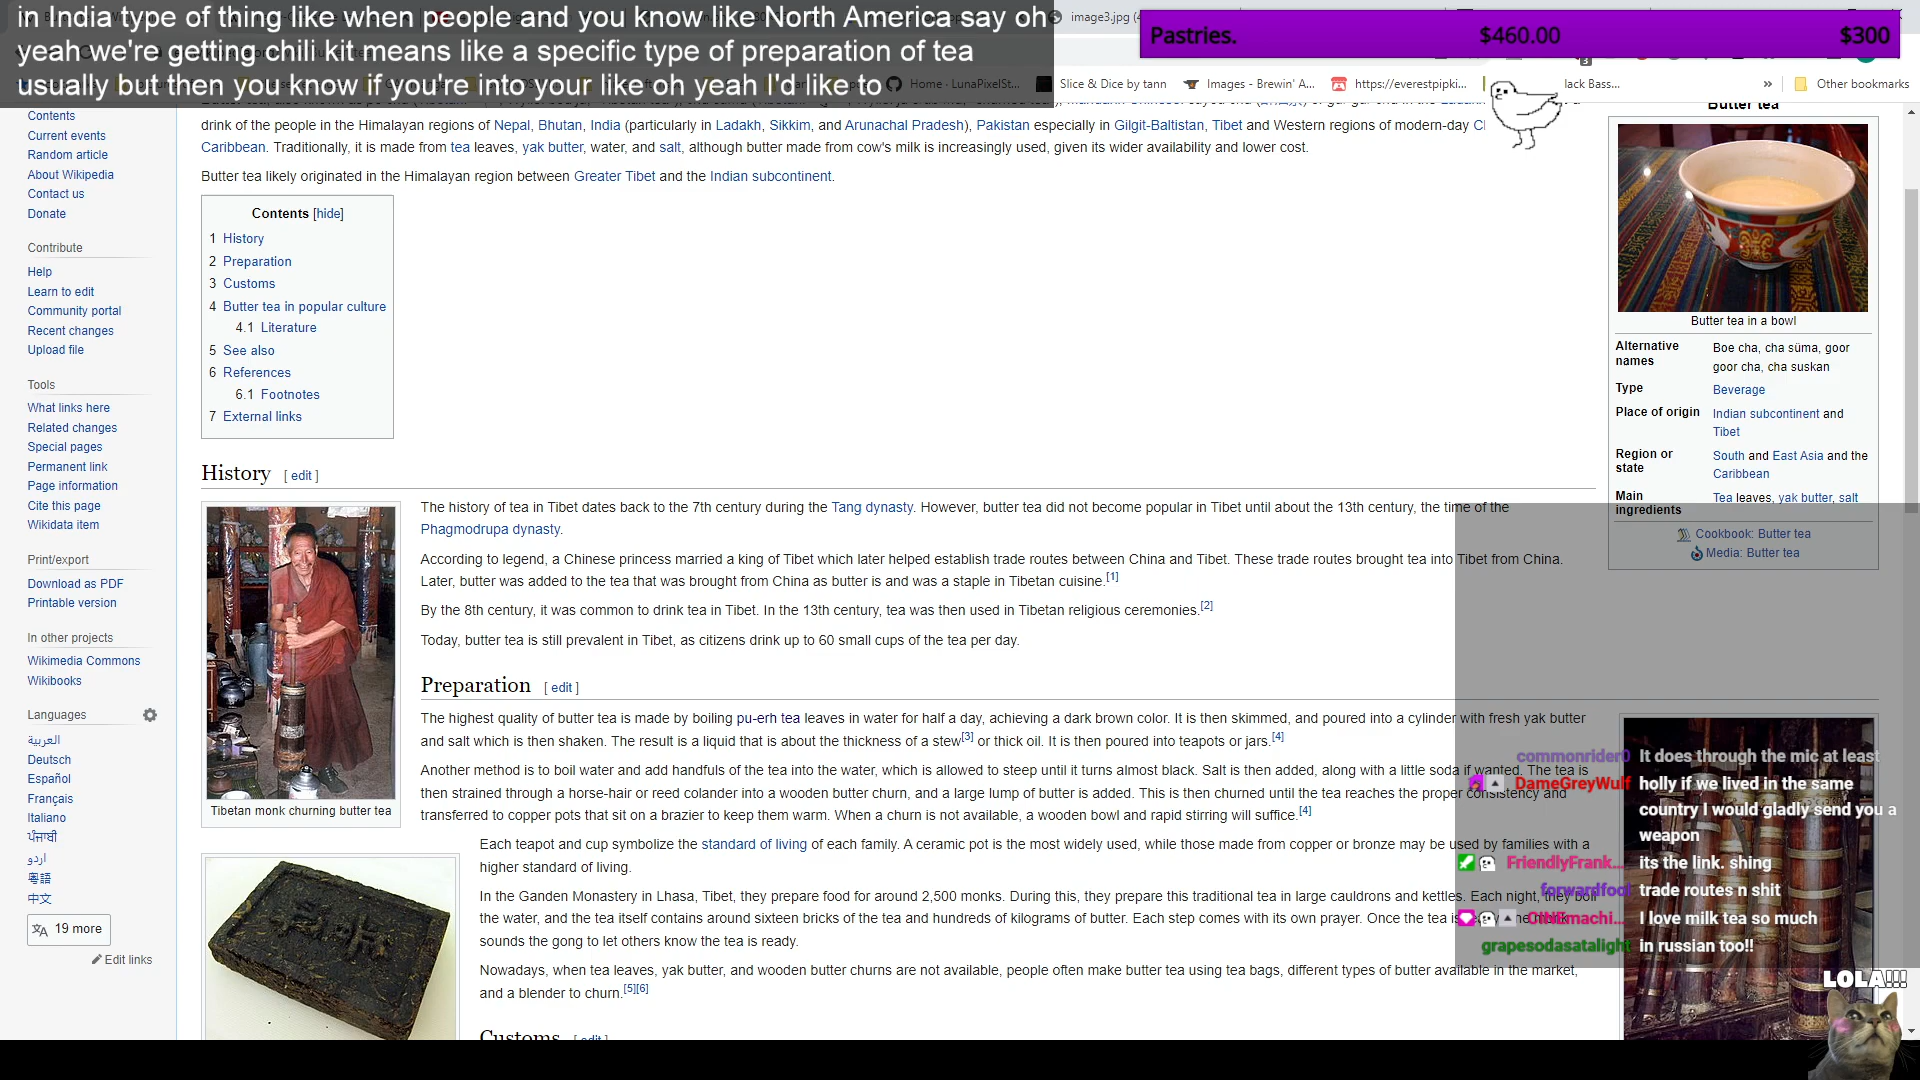 in India type of thing like when people and you know like North America say oh
yeah we're getting chili kit means like a specific type of preparation of tea
usually but then you know if you're into your like oh yeah I'd like to
image3.jpg (4
Pastries. $460.00 $300
Home · LunaPixelSt...
Slice & Dice by tann
Images - Brewin' A...
https://everestpipki...
lack Bass...
»
Other bookmarks
Contents
Current events
Random article
About Wikipedia
Contact us
Donate
Contribute
Help
Learn to edit
Community portal
Recent changes
Upload file
Tools
What links here
Related changes
Special pages
Permanent link
Page information
Cite this page
Wikidata item
Print/export
Download as PDF
Printable version
In other projects
Wikimedia Commons
Wikibooks
Languages
العربية
Deutsch
Español
Français
Italiano
ਪੰਜਾਬੀ
اردو
粵語
中文
19 more
Edit links
drink of the people in the Himalayan regions of Nepal, Bhutan, India (particularly in Ladakh, Sikkim, and Arunachal Pradesh), Pakistan especially in Gilgit-Baltistan, Tibet and Western regions of modern-day
Caribbean. Traditionally, it is made from tea leaves, yak butter, water, and salt, although butter made from cow's milk is increasingly used, given its wider availability and lower cost.
Butter tea likely originated in the Himalayan region between Greater Tibet and the Indian subcontinent.
Contents [hide]
1 History
2 Preparation
3 Customs
4 Butter tea in popular culture
4.1 Literature
5 See also
6 References
6.1 Footnotes
7 External links
History [ edit ]
Tibetan monk churning butter tea
The history of tea in Tibet dates back to the 7th century during the Tang dynasty. However, butter tea did not become popular in Tibet until about the 13th century, the time of the
Phagmodrupa dynasty.
According to legend, a Chinese princess married a king of Tibet which later helped establish trade routes between China and Tibet. These trade routes brought tea into Tibet from China.
Later, butter was added to the tea that was brought from China as butter is and was a staple in Tibetan cuisine.[1]
By the 8th century, it was common to drink tea in Tibet. In the 13th century, tea was then used in Tibetan religious ceremonies.[2]
Today, butter tea is still prevalent in Tibet, as citizens drink up to 60 small cups of the tea per day.
Preparation [ edit ]
The highest quality of butter tea is made by boiling pu-erh tea leaves in water for half a day, achieving a dark brown color. It is then skimmed, and poured into a cylinder with fresh yak butter
and salt which is then shaken. The result is a liquid that is about the thickness of a stew[3] or thick oil. It is then poured into teapots or jars.[4]
Another method is to boil water and add handfuls of the tea into the water, which is allowed to steep until it turns almost black. Salt is then added, along with a little soda if wanted. The tea is
then strained through a horse-hair or reed colander into a wooden butter churn, and a large lump of butter is added. This is then churned until the tea reaches the proper consistency and
transferred to copper pots that sit on a brazier to keep them warm. When a churn is not available, a wooden bowl and rapid stirring will suffice.[4]
Each teapot and cup symbolize the standard of living of each family. A ceramic pot is the most widely used, while those made from copper or bronze may be used by families with a
higher standard of living.
In the Ganden Monastery in Lhasa, Tibet, they prepare food for around 2,500 monks. During this, they prepare this traditional tea in large cauldrons and kettles. Each night, they boil
the water, and the tea itself contains around sixteen bricks of the tea and hundreds of kilograms of butter. Each step comes with its own prayer. Once the tea is
sounds the gong to let others know the tea is ready.
Nowadays, when tea leaves, yak butter, and wooden butter churns are not available, people often make butter tea using tea bags, different types of butter available in the market,
and a blender to churn.[5][6]
Customs [ edit ]
Butter tea
Butter tea in a bowl
Alternative names Boe cha, cha süma, goor
goor cha, cha suskan
Type Beverage
Place of origin Indian subcontinent and
Tibet
Region or state South and East Asia and the
Caribbean
Main ingredients Tea leaves, yak butter, salt
Cookbook: Butter tea
Media: Butter tea
commonrider0 It does through the mic at least
DameGreyWulf holly if we lived in the same
country I would gladly send you a
weapon
FriendlyFrank... its the link. shing
forwardfool trade routes n shit
I love milk tea so much
grapesodasatalight in russian too!!
LOLA!!!